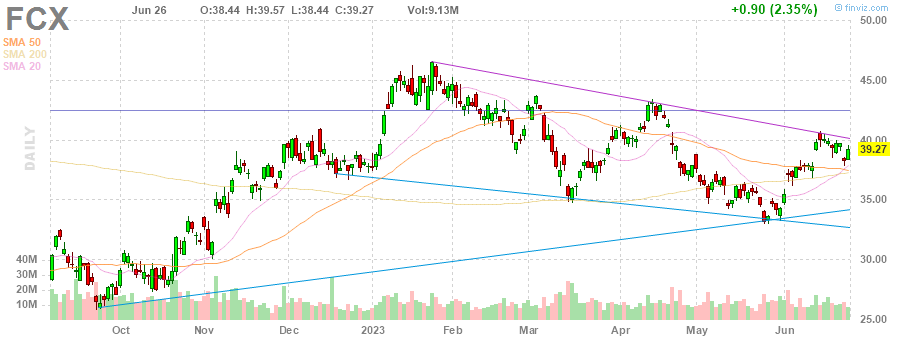 FCX
Jun 26 O:38.44 H:39.57 L:38.44 C:39.27 Vol:9.13M +0.90 (2.35%) finviz.com
SMA 50
SMA 200
SMA 20
DAILY
50.00
45.00
40.00
39.27
35.00
30.00
25.00
40M
30M
20M
10M
Oct Nov Dec 2023 Feb Mar Apr May Jun